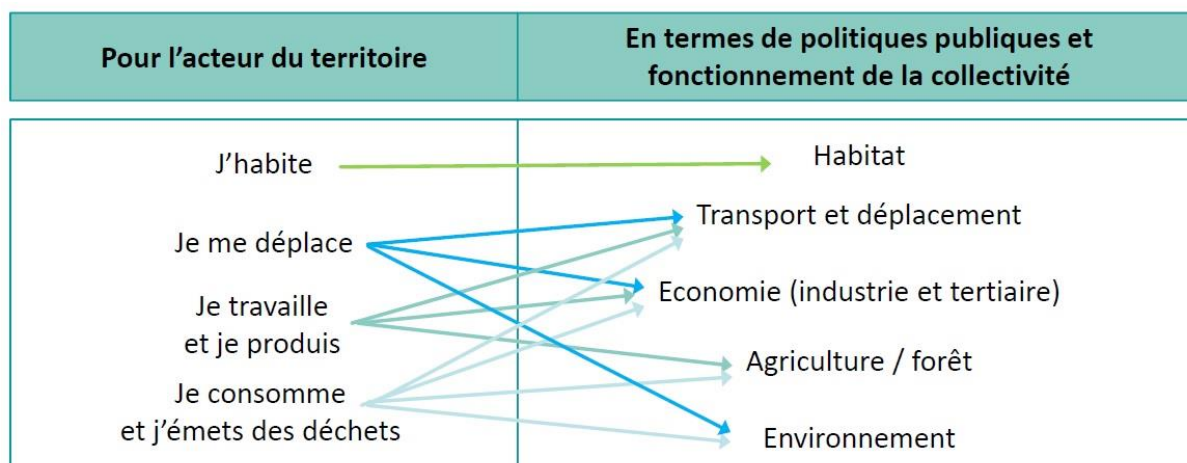 Pour l'acteur du territoire
En termes de politiques publiques et
fonctionnement de la collectivité
J'habite
Je me déplace
Je travaille
et je produis
Je consomme
et j'émets des déchets
Habitat
Transport et déplacement
Economie (industrie et tertiaire)
Agriculture / forêt
Environnement